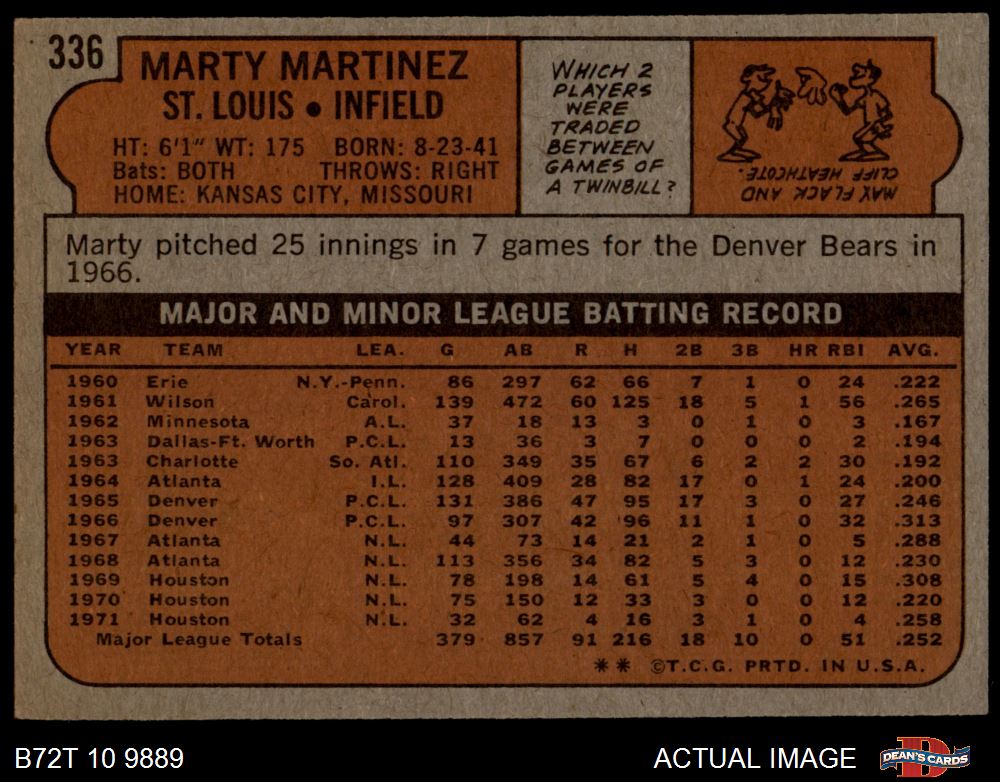 336
MARTY MARTINEZ
ST. LOUIS • INFIELD
HT: 6'1" WT: 175 BORN: 8-23-41
Bats: BOTH THROWS: RIGHT
HOME: KANSAS CITY, MISSOURI
WHICH 2
PLAYERS
WERE
TRADED
BETWEEN
GAMES OF
A TWINBILL?
MAX FLACK AND
CLIFF HEATHCOTE.
Marty pitched 25 innings in 7 games for the Denver Bears in
1966.
MAJOR AND MINOR LEAGUE BATTING RECORD
YEAR TEAM LEA. G AB R H 2B 3B HR RBI AVG.
1960 Erie N.Y.-Penn. 86 297 62 66 7 1 0 24 .222
1961 Wilson Carol. 139 472 60 125 18 5 1 56 .265
1962 Minnesota A.L. 37 18 13 3 0 1 0 3 .167
1963 Dallas-Ft. Worth P.C.L. 13 36 3 7 0 0 0 2 .194
1963 Charlotte So. Atl. 110 349 35 67 6 2 2 30 .192
1964 Atlanta I.L. 128 409 28 82 17 0 1 24 .200
1965 Denver P.C.L. 131 386 47 95 17 3 0 27 .246
1966 Denver P.C.L. 97 307 42 96 11 1 0 32 .313
1967 Atlanta N.L. 44 73 14 21 2 1 0 5 .288
1968 Atlanta N.L. 113 356 34 82 5 3 0 12 .230
1969 Houston N.L. 78 198 14 61 5 4 0 15 .308
1970 Houston N.L. 75 150 12 33 3 0 0 12 .220
1971 Houston N.L. 32 62 4 16 3 1 0 4 .258
Major League Totals 379 857 91 216 18 10 0 51 .252
** ©T.C.G. PRTD. IN U.S.A.
B72T 10 9889
ACTUAL IMAGE
DEAN'S CARDS